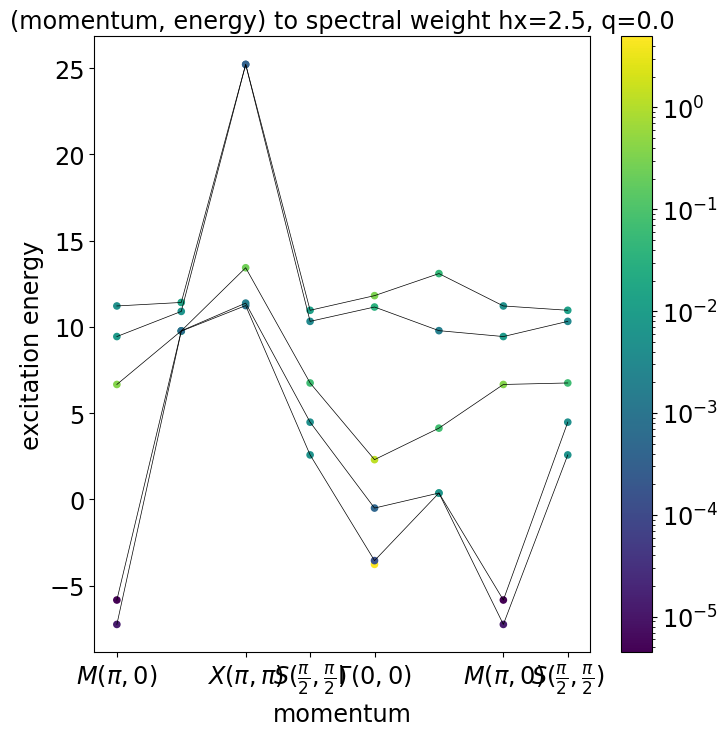 (momentum, energy) to spectral weight hx=2.5, q=0.0
25
20
15
10
5
0
−5
excitation energy
M(π, 0)
X(π, π)
S(π/2, π/2)
Γ(0, 0)
M(π, 0)
S(π/2, π/2)
momentum
10⁰
10⁻¹
10⁻²
10⁻³
10⁻⁴
10⁻⁵